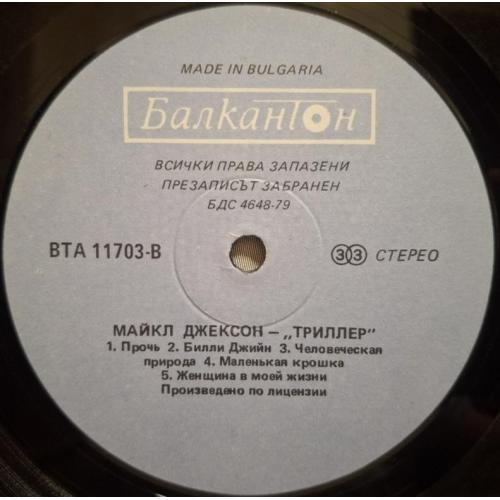 MADE IN BULGARIA
Балкантон
ВСИЧКИ ПРАВА ЗАПАЗЕНИ
ПРЕЗАПИСЪТ ЗАБРАНЕН
БДС 4648-79
ВТА 11703-В
33 СТЕРЕО
МАЙКЛ ДЖЕКСОН – „ТРИЛЛЕР"
1. Прочь 2. Билли Джийн 3. Человеческая
природа 4. Маленькая крошка
5. Женщина в моей жизни
Произведено по лицензии